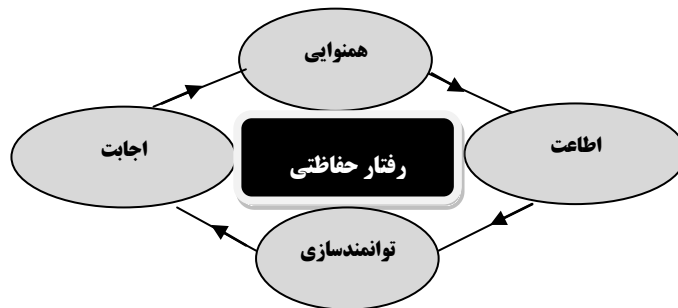 همنوایی
اطاعت
رفتار حفاظتی
اجابت
توانمندسازی